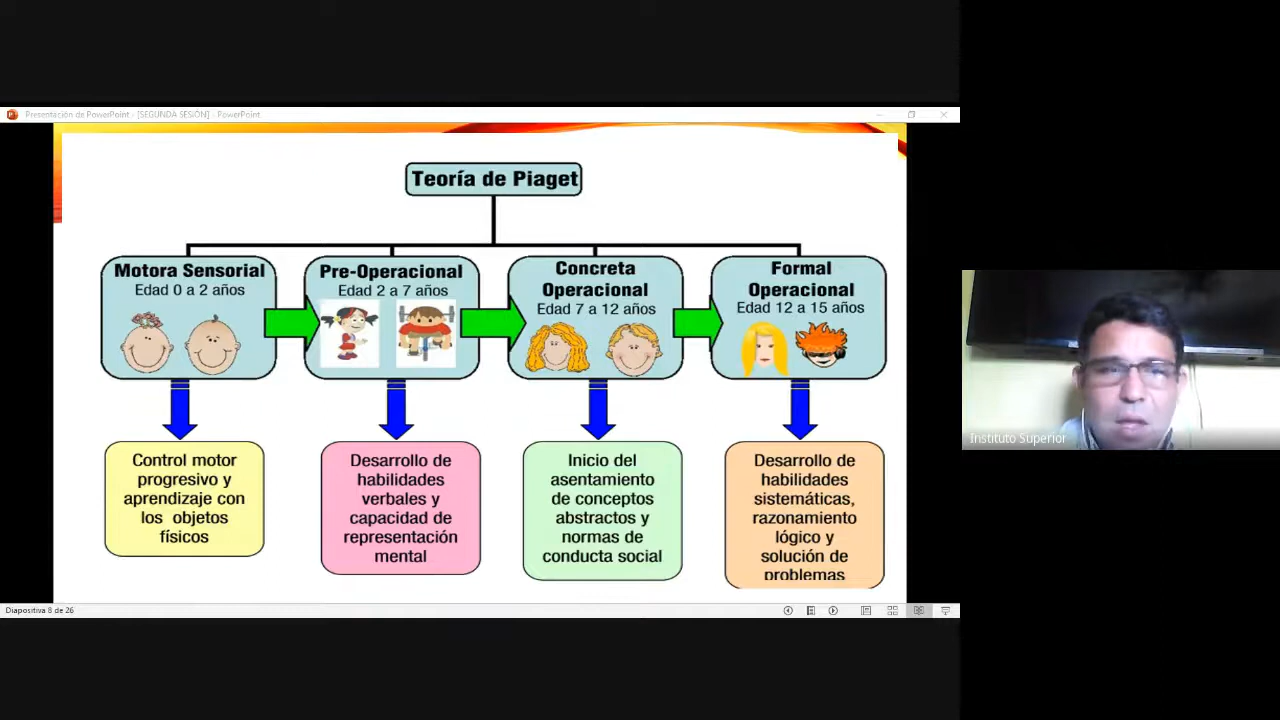 Presentación de PowerPoint - [SEGUNDA SESIÓN] - PowerPoint
Teoría de Piaget
Motora Sensorial
Edad 0 a 2 años
Pre-Operacional
Edad 2 a 7 años
Concreta
Operacional
Edad 7 a 12 años
Formal
Operacional
Edad 12 a 15 años
Control motor
progresivo y
aprendizaje con
los objetos
físicos
Desarrollo de
habilidades
verbales y
capacidad de
representación
mental
Inicio del
asentamiento
de conceptos
abstractos y
normas de
conducta social
Desarrollo de
habilidades
sistemáticas,
razonamiento
lógico y
solución de
problemas
Instituto Superior
Diapositiva 8 de 26